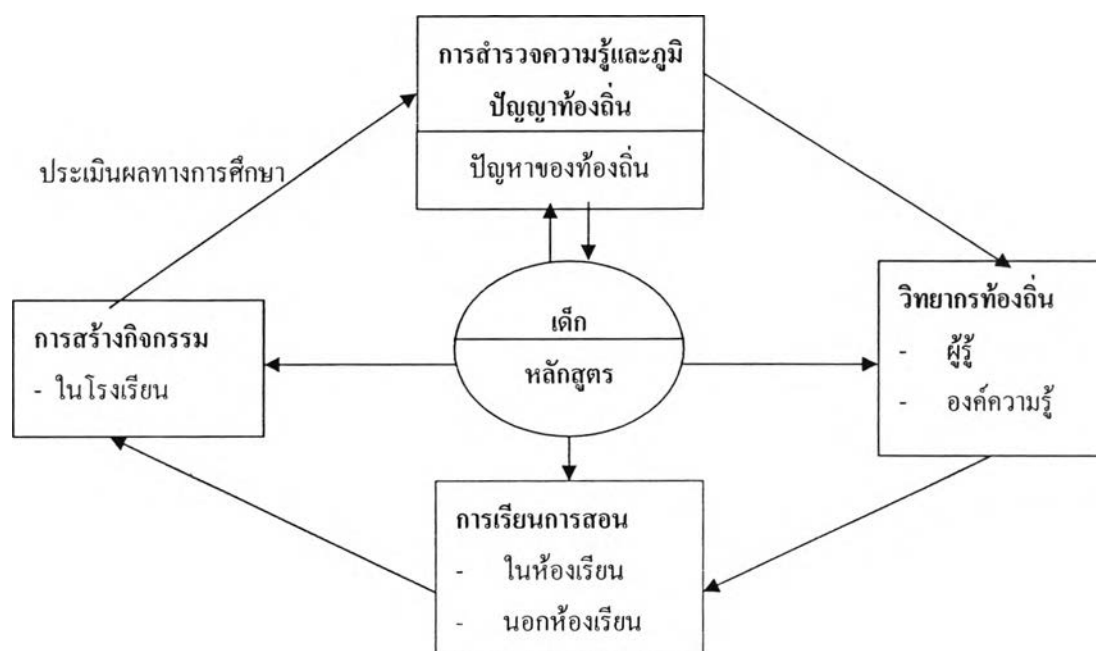 การสำรวจความรู้และภูมิ
ปัญญาท้องถิ่น
ปัญหาของท้องถิ่น
ประเมินผลทางการศึกษา
วิทยากรท้องถิ่น
- ผู้รู้
- องค์ความรู้
เด็ก
หลักสูตร
การสร้างกิจกรรม
- ในโรงเรียน
การเรียนการสอน
- ในห้องเรียน
- นอกห้องเรียน